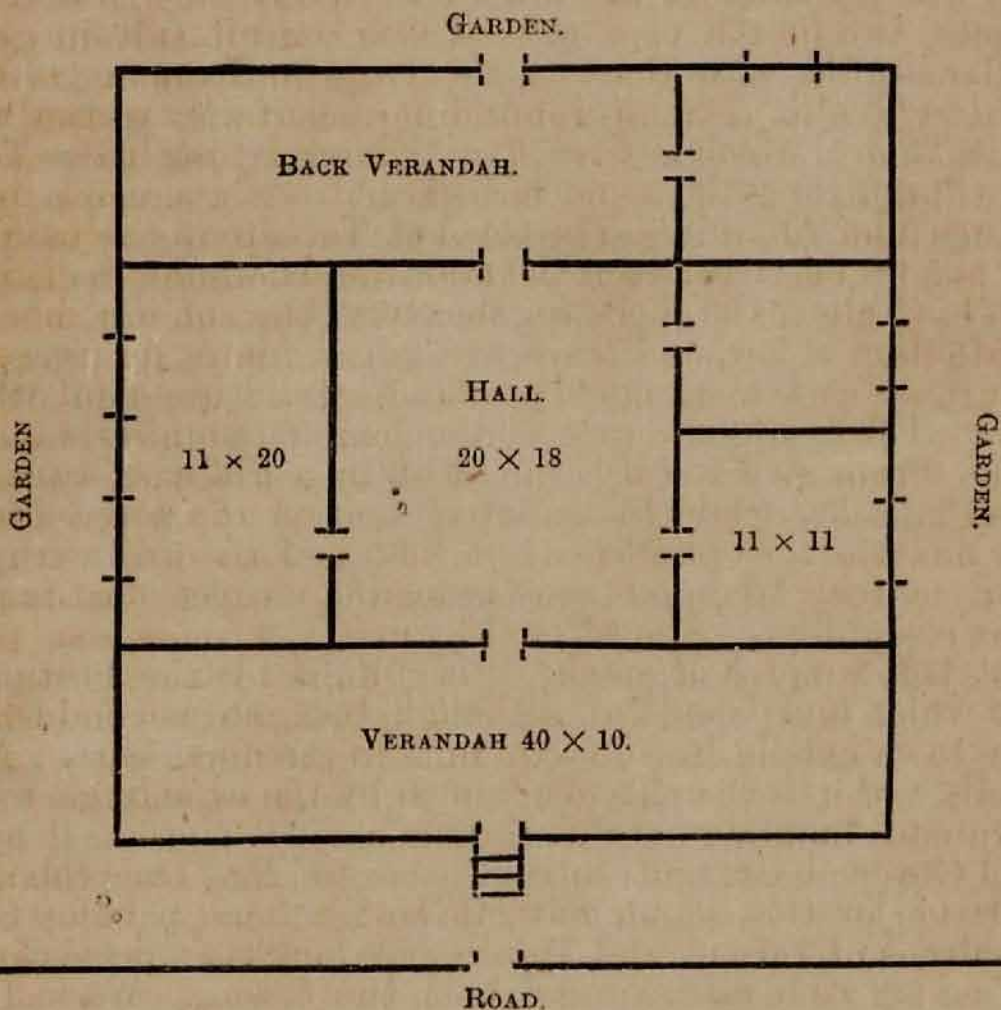 GARDEN.
BACK VERANDAH.
HALL.
11 × 20
20 × 18
GARDEN
GARDEN.
11 × 11
VERANDAH 40 × 10.
ROAD.